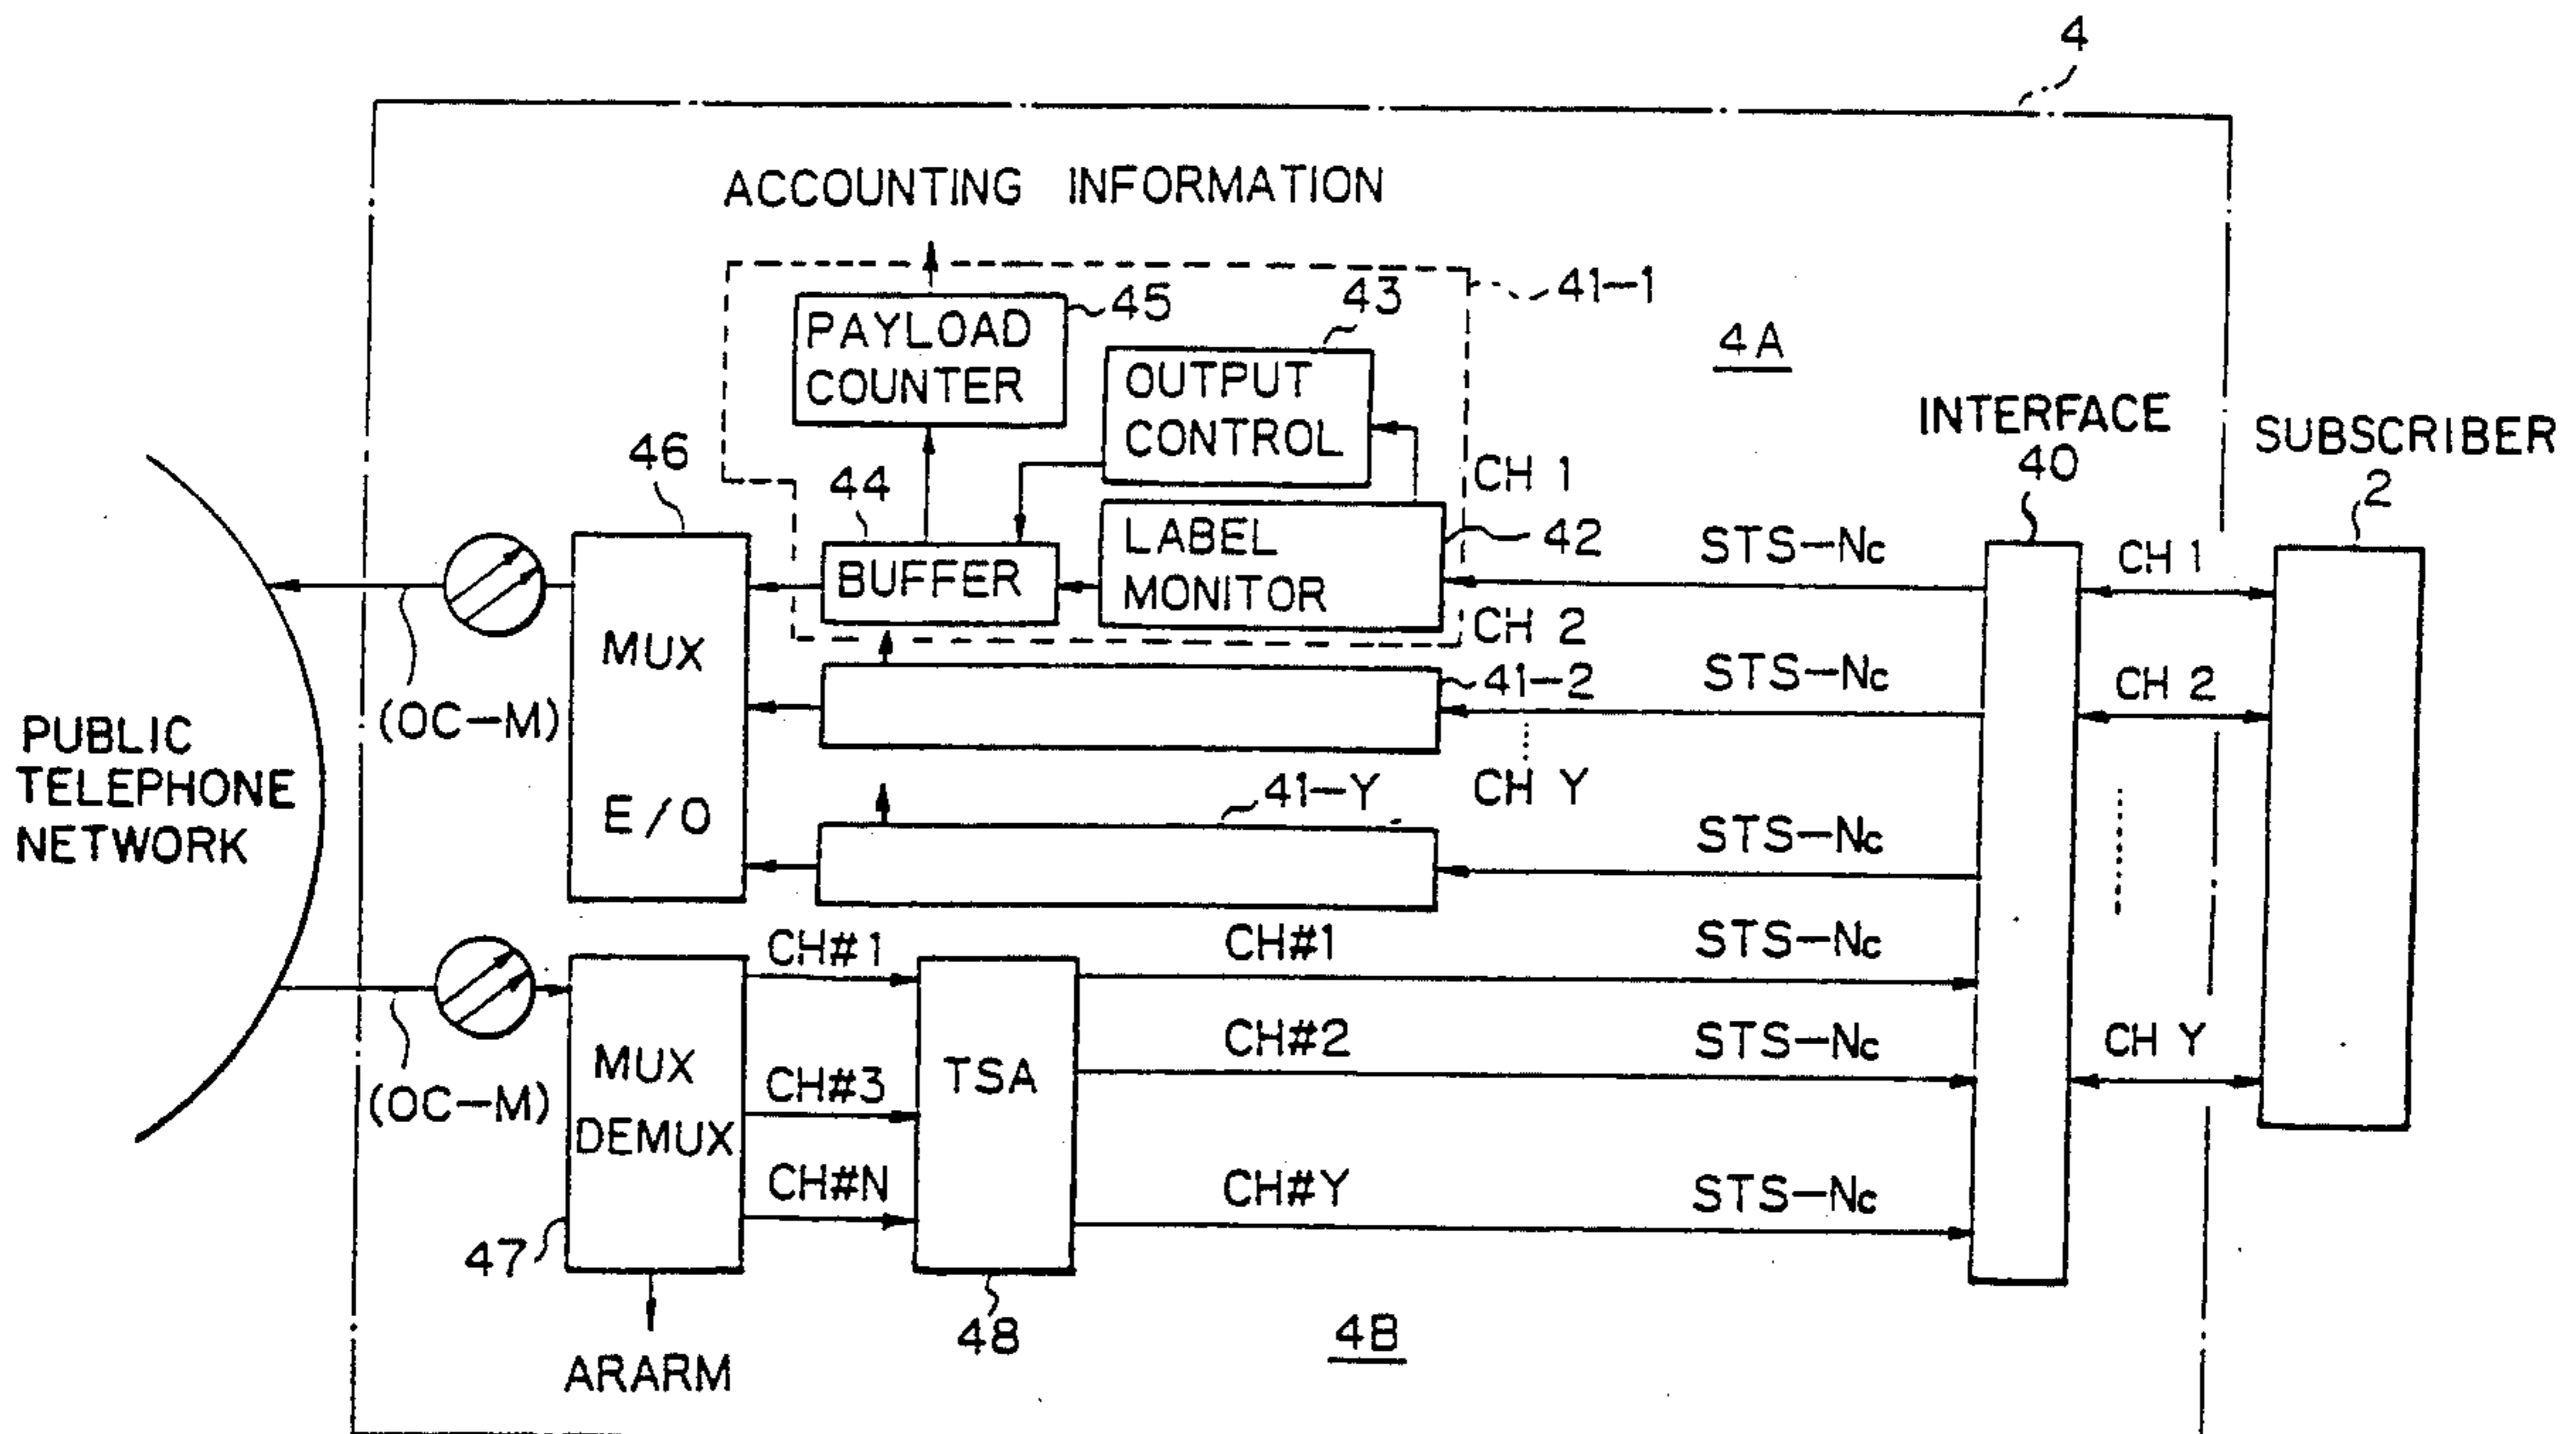 4
ACCOUNTING INFORMATION
41-1
45
43
PAYLOAD
COUNTER
OUTPUT
CONTROL
4A
INTERFACE
40
SUBSCRIBER
2
46
44
CH 1
42
BUFFER
LABEL
MONITOR
STS-Nc
CH 1
CH 2
MUX
E/O
(OC-M)
41-2
STS-Nc
CH 2
PUBLIC
TELEPHONE
NETWORK
41-Y
CH Y
STS-Nc
CH#1
CH#1
STS-Nc
MUX
DEMUX
CH#3
TSA
CH#2
STS-Nc
CH Y
(OC-M)
CH#N
CH#Y
STS-Nc
47
48
4B
ARARM